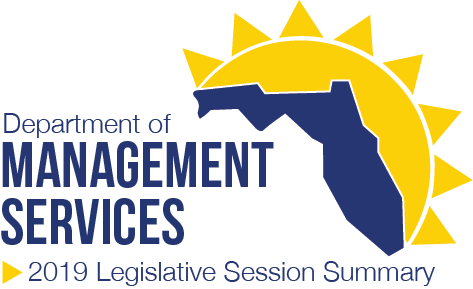 Department of
MANAGEMENT
SERVICES
2019 Legislative Session Summary